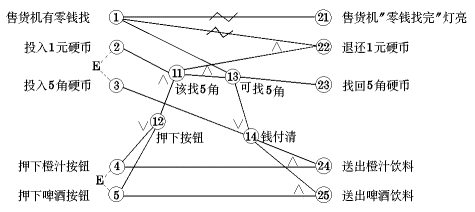 售货机有零钱找 1 21 售货机"零钱找完"灯亮
投入1元硬币 2 22 退还1元硬币
E
投入5角硬币 3 11 13 23 找回5角硬币
该找5角 可找5角
12
押下按钮 14 钱付清
押下橙汁按钮 4 24 送出橙汁饮料
E
押下啤酒按钮 5 25 送出啤酒饮料